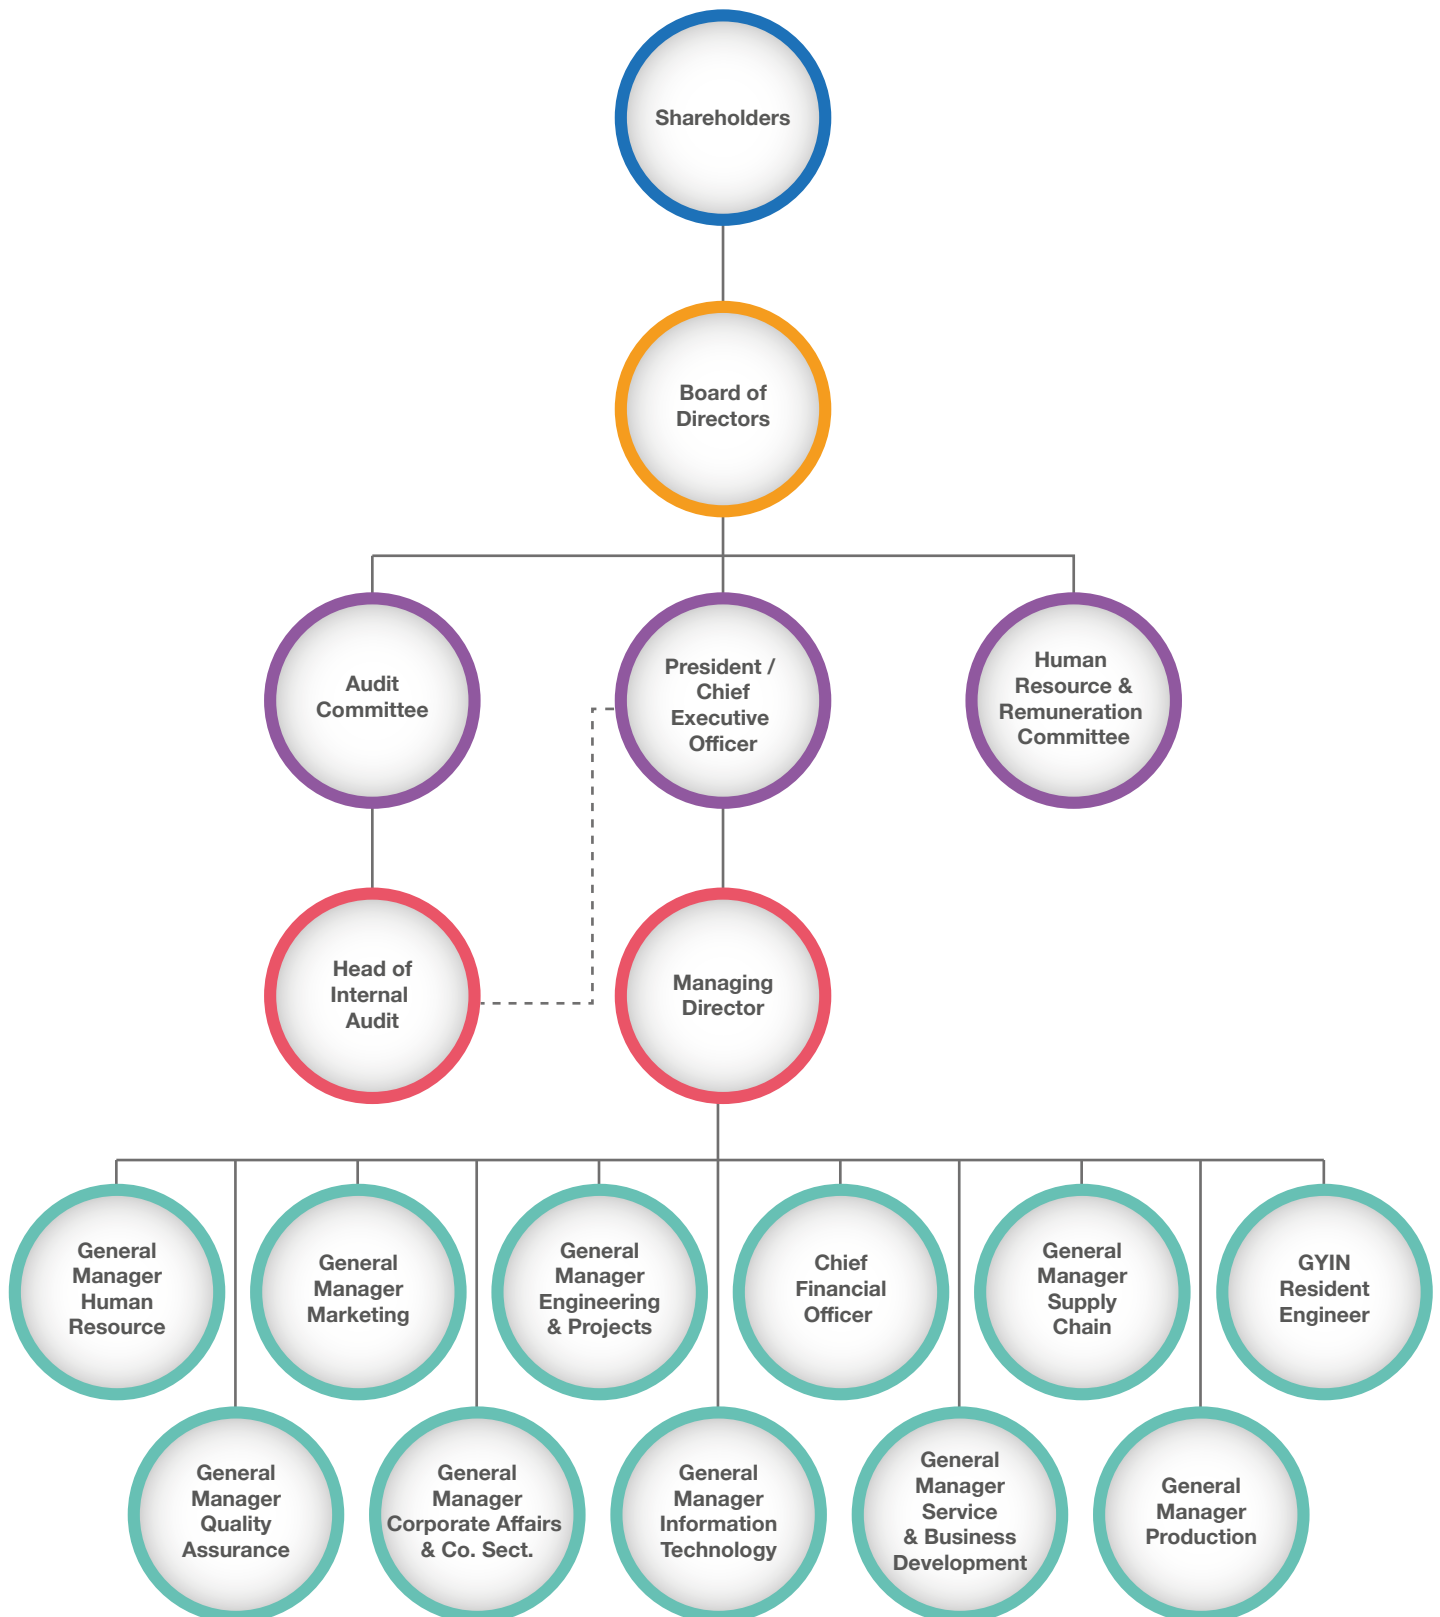 Shareholders
Board of
Directors
Audit
Committee
President /
Chief
Executive
Officer
Human
Resource &
Remuneration
Committee
Head of
Internal
Audit
Managing
Director
General
Manager
Human
Resource
General
Manager
Marketing
General
Manager
Engineering
& Projects
Chief
Financial
Officer
General
Manager
Supply
Chain
GYIN
Resident
Engineer
General
Manager
Quality
Assurance
General
Manager
Corporate Affairs
& Co. Sect.
General
Manager
Information
Technology
General
Manager
Service
& Business
Development
General
Manager
Production